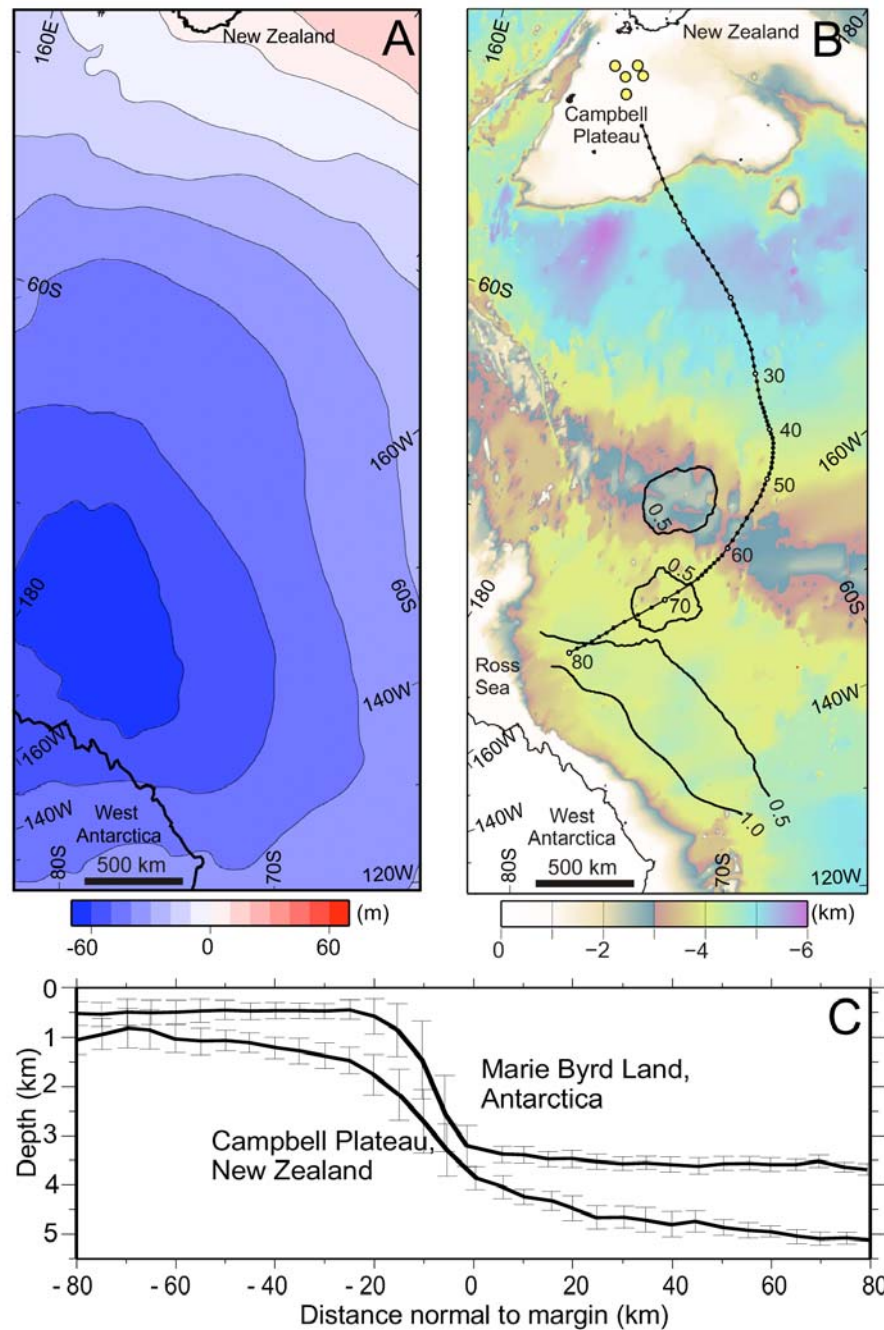 160E
New Zealand
A
60S
160W
180
60S
140W
160W
140W
West
Antarctica
80S
500 km
70S
120W
-60
0
60
(m)
160E
New Zealand
180
B
Campbell
Plateau
60S
30
160W
40
50
0.5
60
0.5
60S
180
70
80
Ross
Sea
140W
160W
0.5
1.0
140W
West
Antarctica
80S
500 km
70S
120W
0
−2
−4
−6
(km)
C
0
1
2
3
4
5
Depth (km)
Marie Byrd Land,
Antarctica
Campbell Plateau,
New Zealand
- 80
- 60
- 40
- 20
0
20
40
60
80
Distance normal to margin (km)